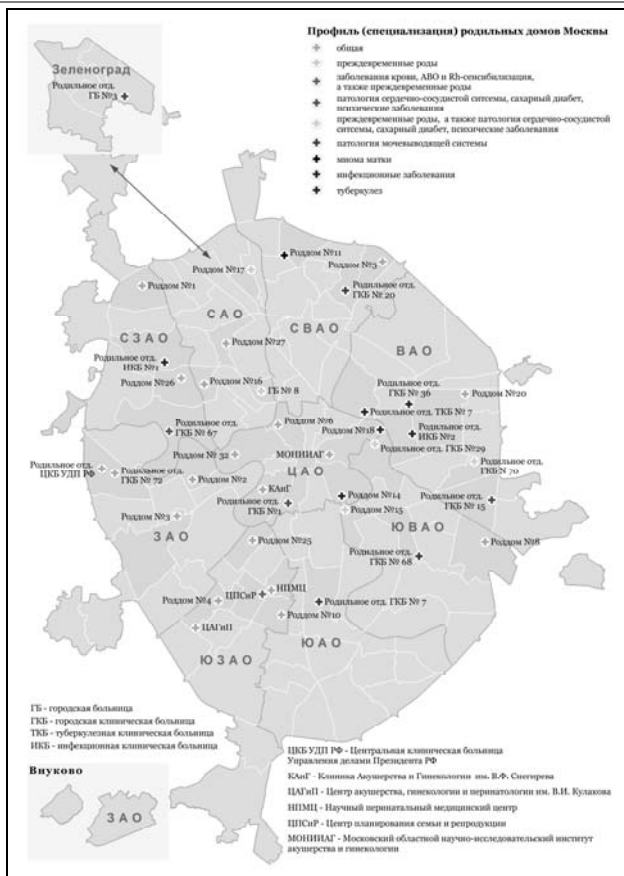 Профиль (специализация) родильных домов Москвы
общая
преждевременные роды
заболевания крови, АВО и Rh-сенсибилизация,
а также преждевременные роды
патология сердечно-сосудистой ситсемы, сахарный диабет,
психические заболевания
преждевременные роды, а также патология сердечно-сосудистой
ситсемы, сахарный диабет, психические заболевания
патология мочевыводящей системы
миома матки
инфекционные заболевания
туберкулез
Зеленоград
Родильное отд.
ГБ №3
Роддом №11
Роддом №3
Роддом №17
Роддом №1
Родильное отд.
ГКБ № 20
САО
СВАО
СЗАО
Роддом №27
ВАО
Родильное отд.
ИКБ №1
Роддом №26
Роддом №16
ГБ № 8
Родильное отд.
ГКБ № 36
Роддом №20
Родильное отд. ТКБ № 7
Родильное отд.
ГКБ № 67
Роддом №6
Роддом №18
Родильное отд.
ИКБ №2
Родильное отд. ГКБ №29
Роддом № 32
МОНИИАГ
ЦАО
Родильное отд.
ЦКБ УДП РФ
Родильное отд.
ГКБ № 72
Роддом №2
Родильное отд.
ГКБ N 70
КАиГ
Родильное отд.
ГКБ №1
Роддом №14
Роддом №15
Родильное отд.
ГКБ № 15
Роддом №3
ЗАО
ЮВАО
Роддом №25
Роддом №8
Родильное отд.
ГКБ № 68
НПМЦ
ЦПСиР
Роддом №4
Родильное отд. ГКБ № 7
Роддом №10
ЦАГиП
ЮЗАО
ЮАО
ГБ - городская больница
ГКБ - городская клиническая больница
ТКБ - туберкулезная клиническая больница
ИКБ - инфекционная клиническая больница
Внуково
ЗАО
ЦКБ УДП РФ - Центральная клиническая больница
Управления делами Президента РФ
КАиГ - Клиника Акушерства и Гинекологии им. В.Ф. Снегирева
ЦАГиП - Центр акушерства, гинекологии и перинатологии им. В.И. Кулакова
НПМЦ - Научный перинатальный медицинский центр
ЦПСиР - Центр планирования семьи и репродукции
МОНИИАГ - Московский областной научно-исследовательский институт
акушерства и гинекологии